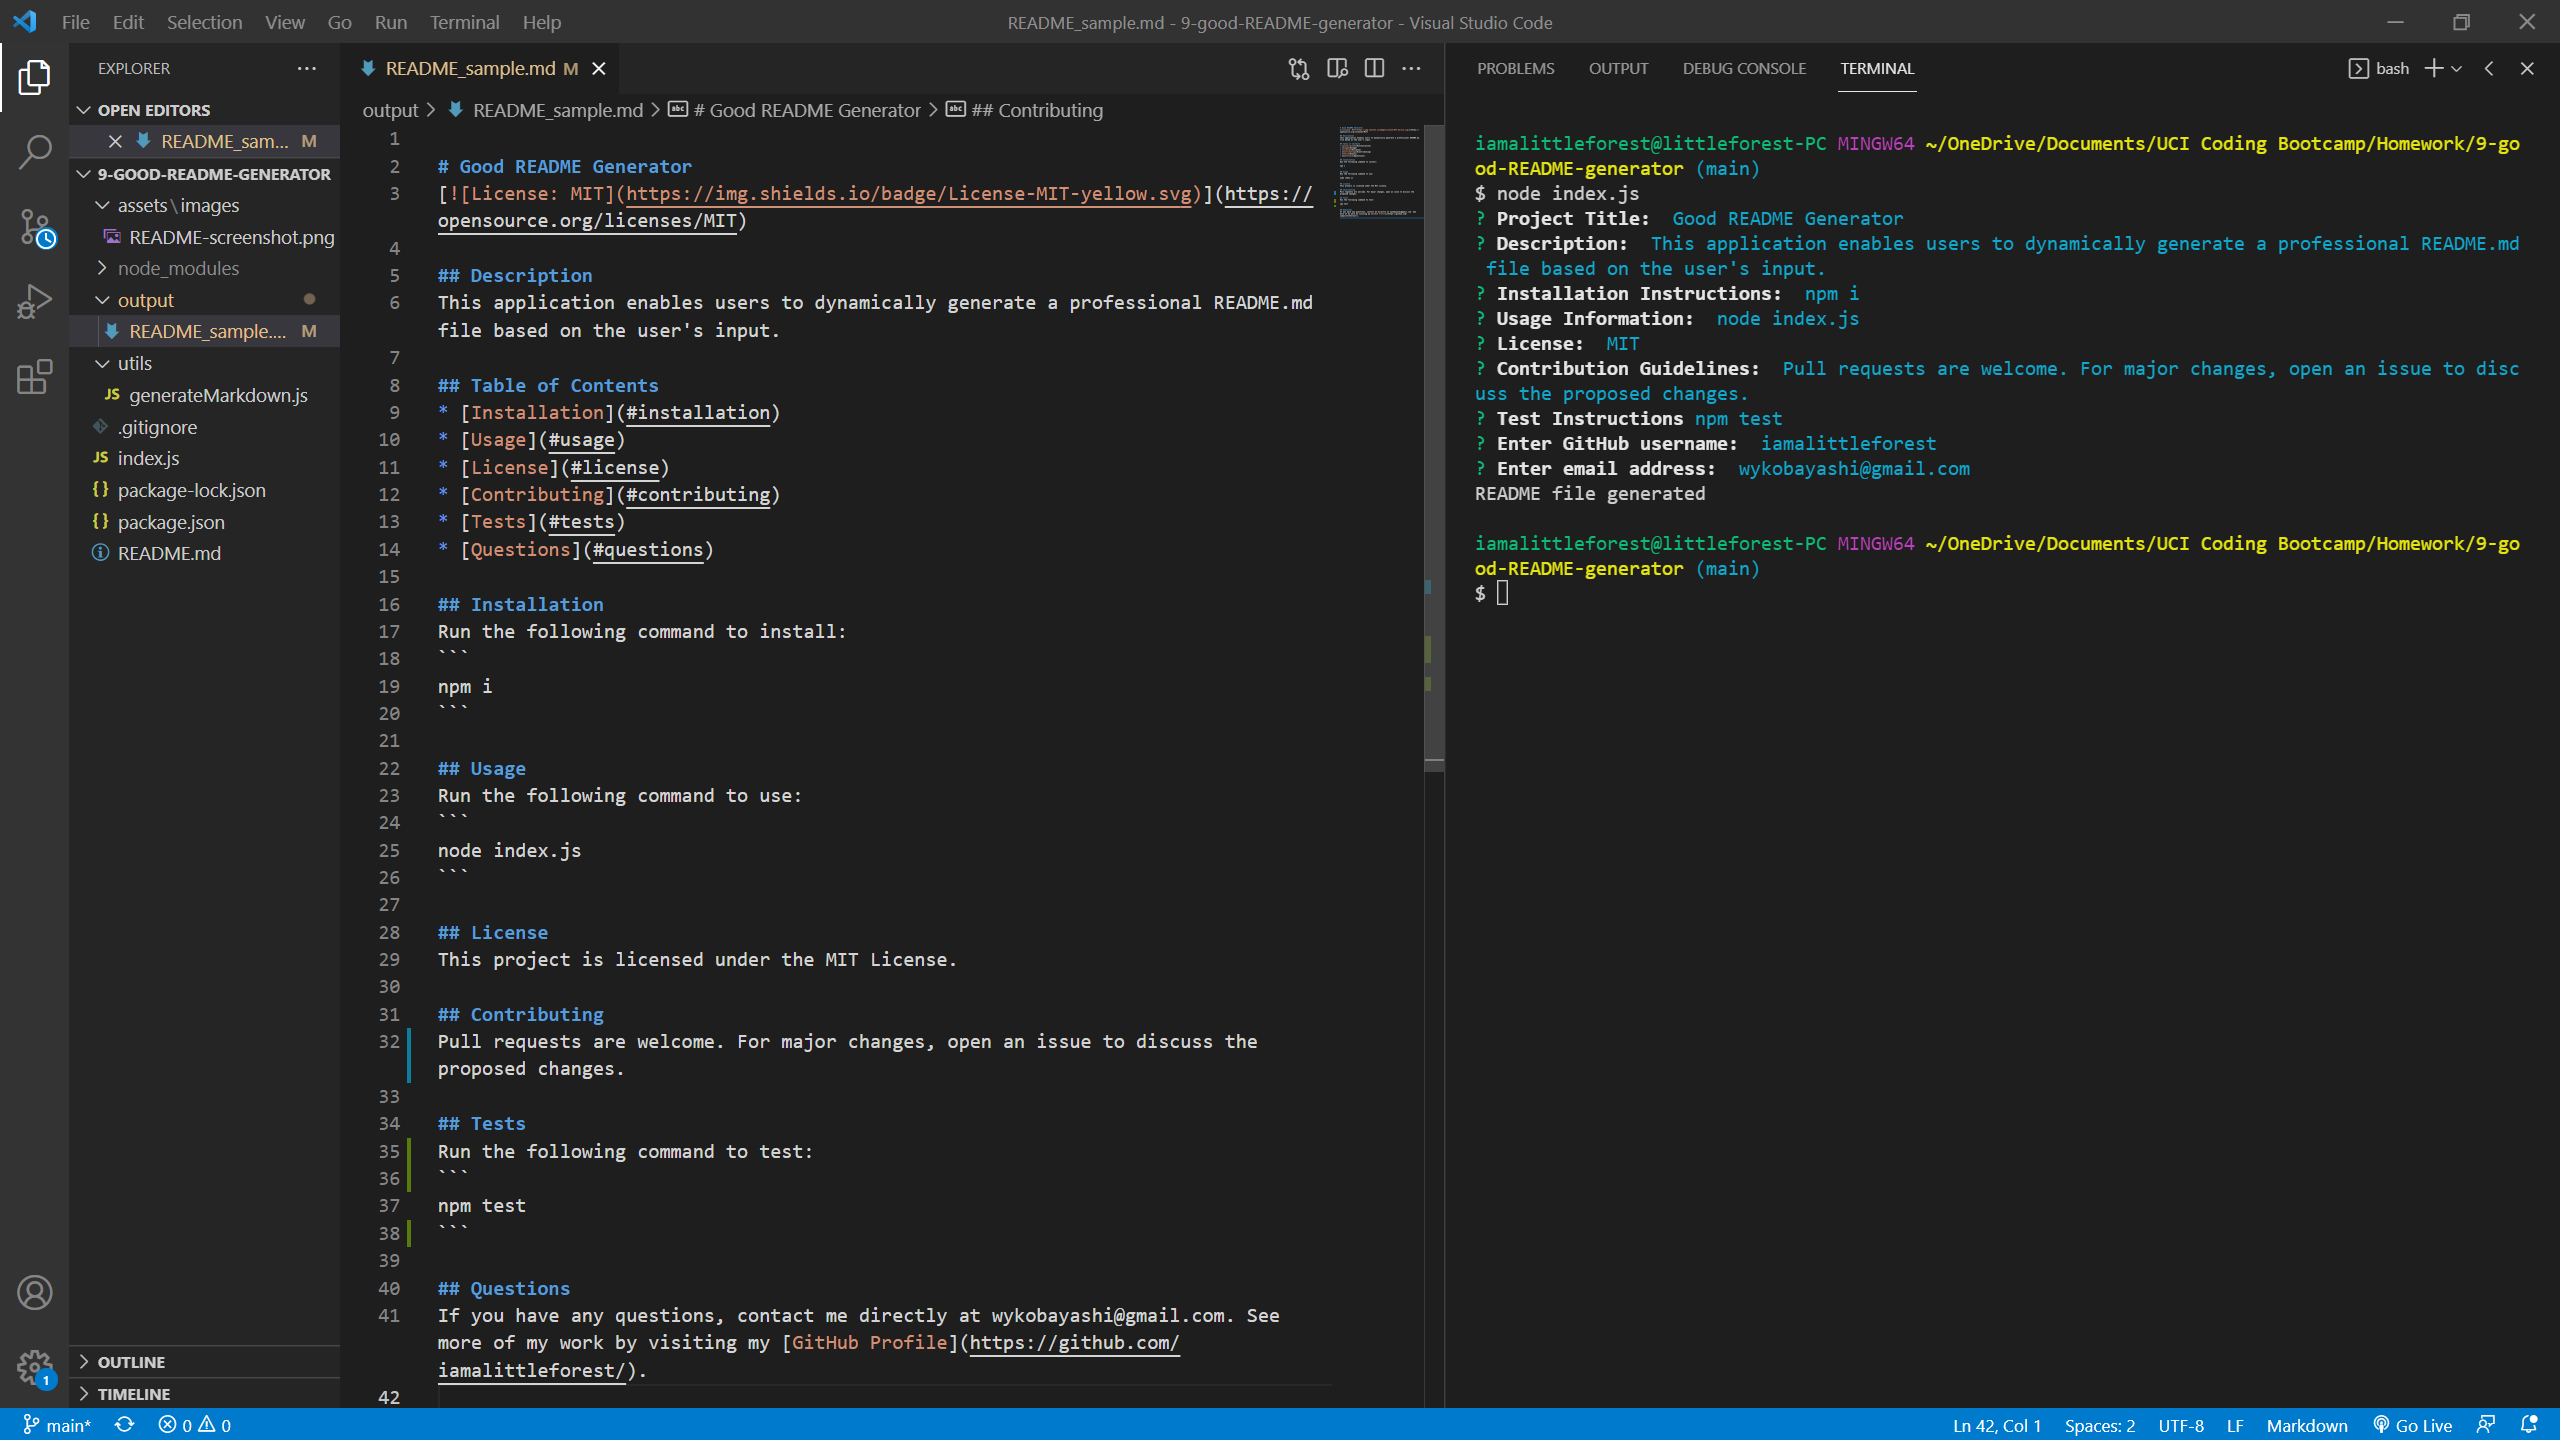 File Edit Selection View Go Run Terminal Help
README_sample.md - 9-good-README-generator - Visual Studio Code
EXPLORER
OPEN EDITORS
README_sam... M
9-GOOD-README-GENERATOR
assets\images
README-screenshot.png
node_modules
output
README_sample.... M
utils
JS generateMarkdown.js
.gitignore
JS index.js
{} package-lock.json
{} package.json
README.md
OUTLINE
TIMELINE
1
README_sample.md M
output > README_sample.md > # Good README Generator > ## Contributing
1
2 # Good README Generator
3 [![License: MIT](https://img.shields.io/badge/License-MIT-yellow.svg)](https://
opensource.org/licenses/MIT)
4
5 ## Description
6 This application enables users to dynamically generate a professional README.md
file based on the user's input.
7
8 ## Table of Contents
9 * [Installation](#installation)
10 * [Usage](#usage)
11 * [License](#license)
12 * [Contributing](#contributing)
13 * [Tests](#tests)
14 * [Questions](#questions)
15
16 ## Installation
17 Run the following command to install:
18 ```
19 npm i
20 ```
21
22 ## Usage
23 Run the following command to use:
24 ```
25 node index.js
26 ```
27
28 ## License
29 This project is licensed under the MIT License.
30
31 ## Contributing
32 Pull requests are welcome. For major changes, open an issue to discuss the
proposed changes.
33
34 ## Tests
35 Run the following command to test:
36 ```
37 npm test
38 ```
39
40 ## Questions
41 If you have any questions, contact me directly at wykobayashi@gmail.com. See
more of my work by visiting my [GitHub Profile](https://github.com/
iamalittleforest/).
42
PROBLEMS OUTPUT DEBUG CONSOLE TERMINAL
bash
iamalittleforest@littleforest-PC MINGW64 ~/OneDrive/Documents/UCI Coding Bootcamp/Homework/9-go
od-README-generator (main)
$ node index.js
? Project Title:  Good README Generator
? Description:  This application enables users to dynamically generate a professional README.md
file based on the user's input.
? Installation Instructions:  npm i
? Usage Information:  node index.js
? License:  MIT
? Contribution Guidelines:  Pull requests are welcome. For major changes, open an issue to disc
uss the proposed changes.
? Test Instructions npm test
? Enter GitHub username:  iamalittleforest
? Enter email address:  wykobayashi@gmail.com
README file generated

iamalittleforest@littleforest-PC MINGW64 ~/OneDrive/Documents/UCI Coding Bootcamp/Homework/9-go
od-README-generator (main)
$
main* 0 0
Ln 42, Col 1 Spaces: 2 UTF-8 LF Markdown Go Live